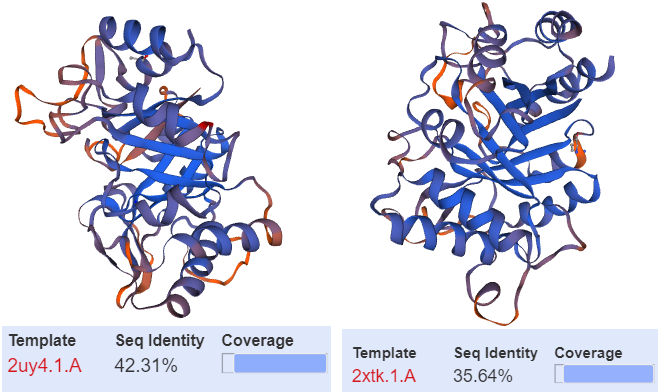 Template Seq Identity Coverage
2uy4.1.A 42.31%
Template Seq Identity Coverage
2xtk.1.A 35.64%